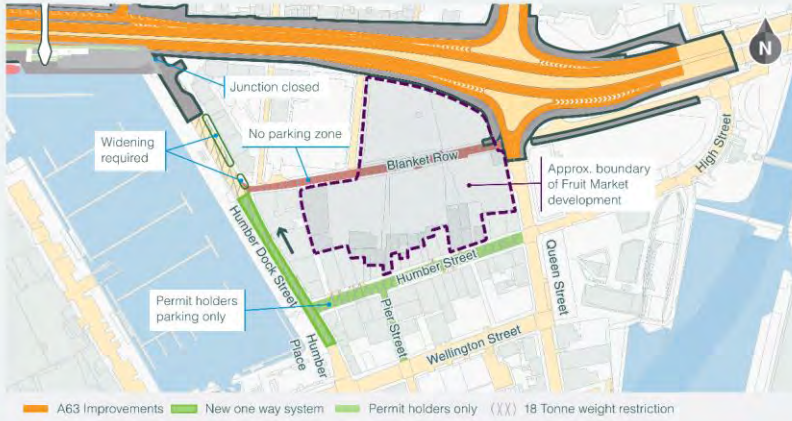 N
Junction closed
Widening
required
No parking zone
Blanket Row
High Street
Approx. boundary
of Fruit Market
development
Humber Dock Street
Humber Street
Queen Street
Permit holders
parking only
Pier Street
Humber
Place
Wellington Street
A63 Improvements
New one way system
Permit holders only
18 Tonne weight restriction